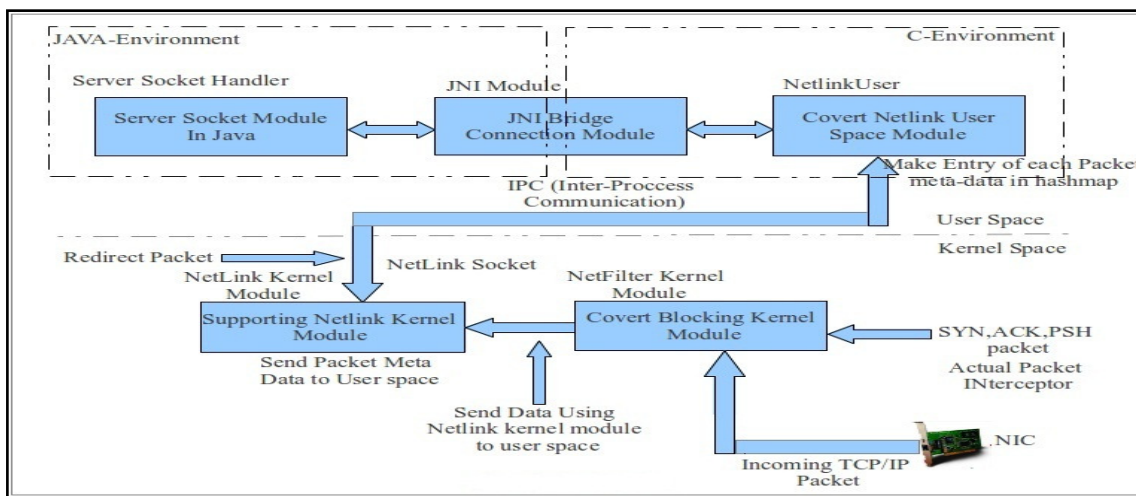 JAVA-Environment
C-Environment
Server Socket Handler
JNI Module
NetlinkUser
Server Socket Module
In Java
JNI Bridge
Connection Module
Covert Netlink User
Space Module
Make Entry of each Packet
meta-data in hashmap
IPC (Inter-Proccess
Communication)
User Space
Kernel Space
Redirect Packet
NetLink Socket
NetLink Kernel
Module
NetFilter Kernel
Module
Supporting Netlink Kernel
Module
Covert Blocking Kernel
Module
SYN,ACK,PSH
packet
Actual Packet
INterceptor
Send Packet Meta
Data to User space
Send Data Using
Netlink kernel module
to user space
.NIC
Incoming TCP/IP
Packet